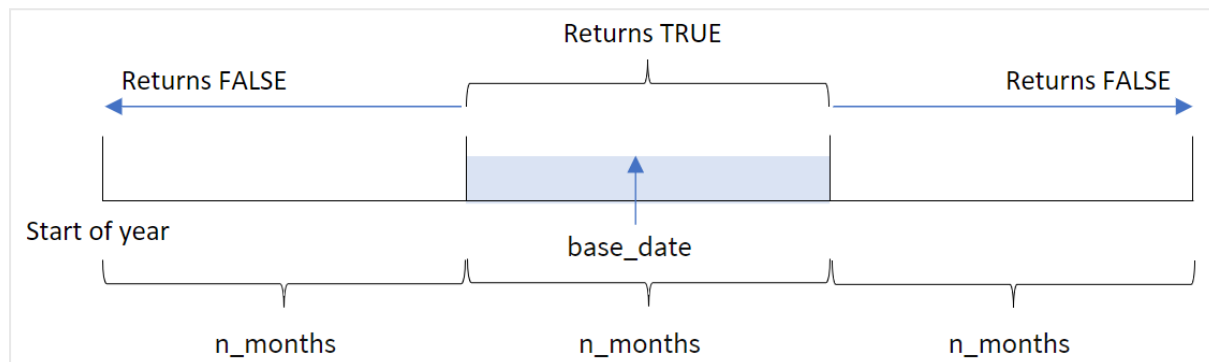 Returns TRUE
Returns FALSE
Returns FALSE
Start of year
base_date
n_months
n_months
n_months